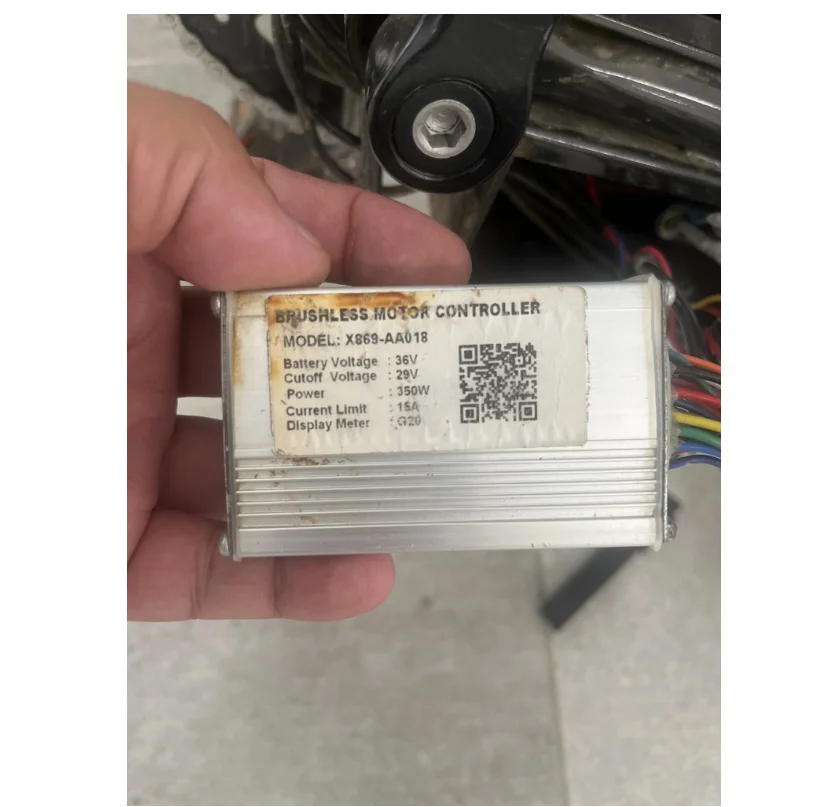 BRUSHLESS MOTOR CONTROLLER
MODEL: X869-AA018
Battery Voltage : 36V
Cutoff Voltage : 29V
Power : 350W
Current Limit : 15A
Display Meter : G20